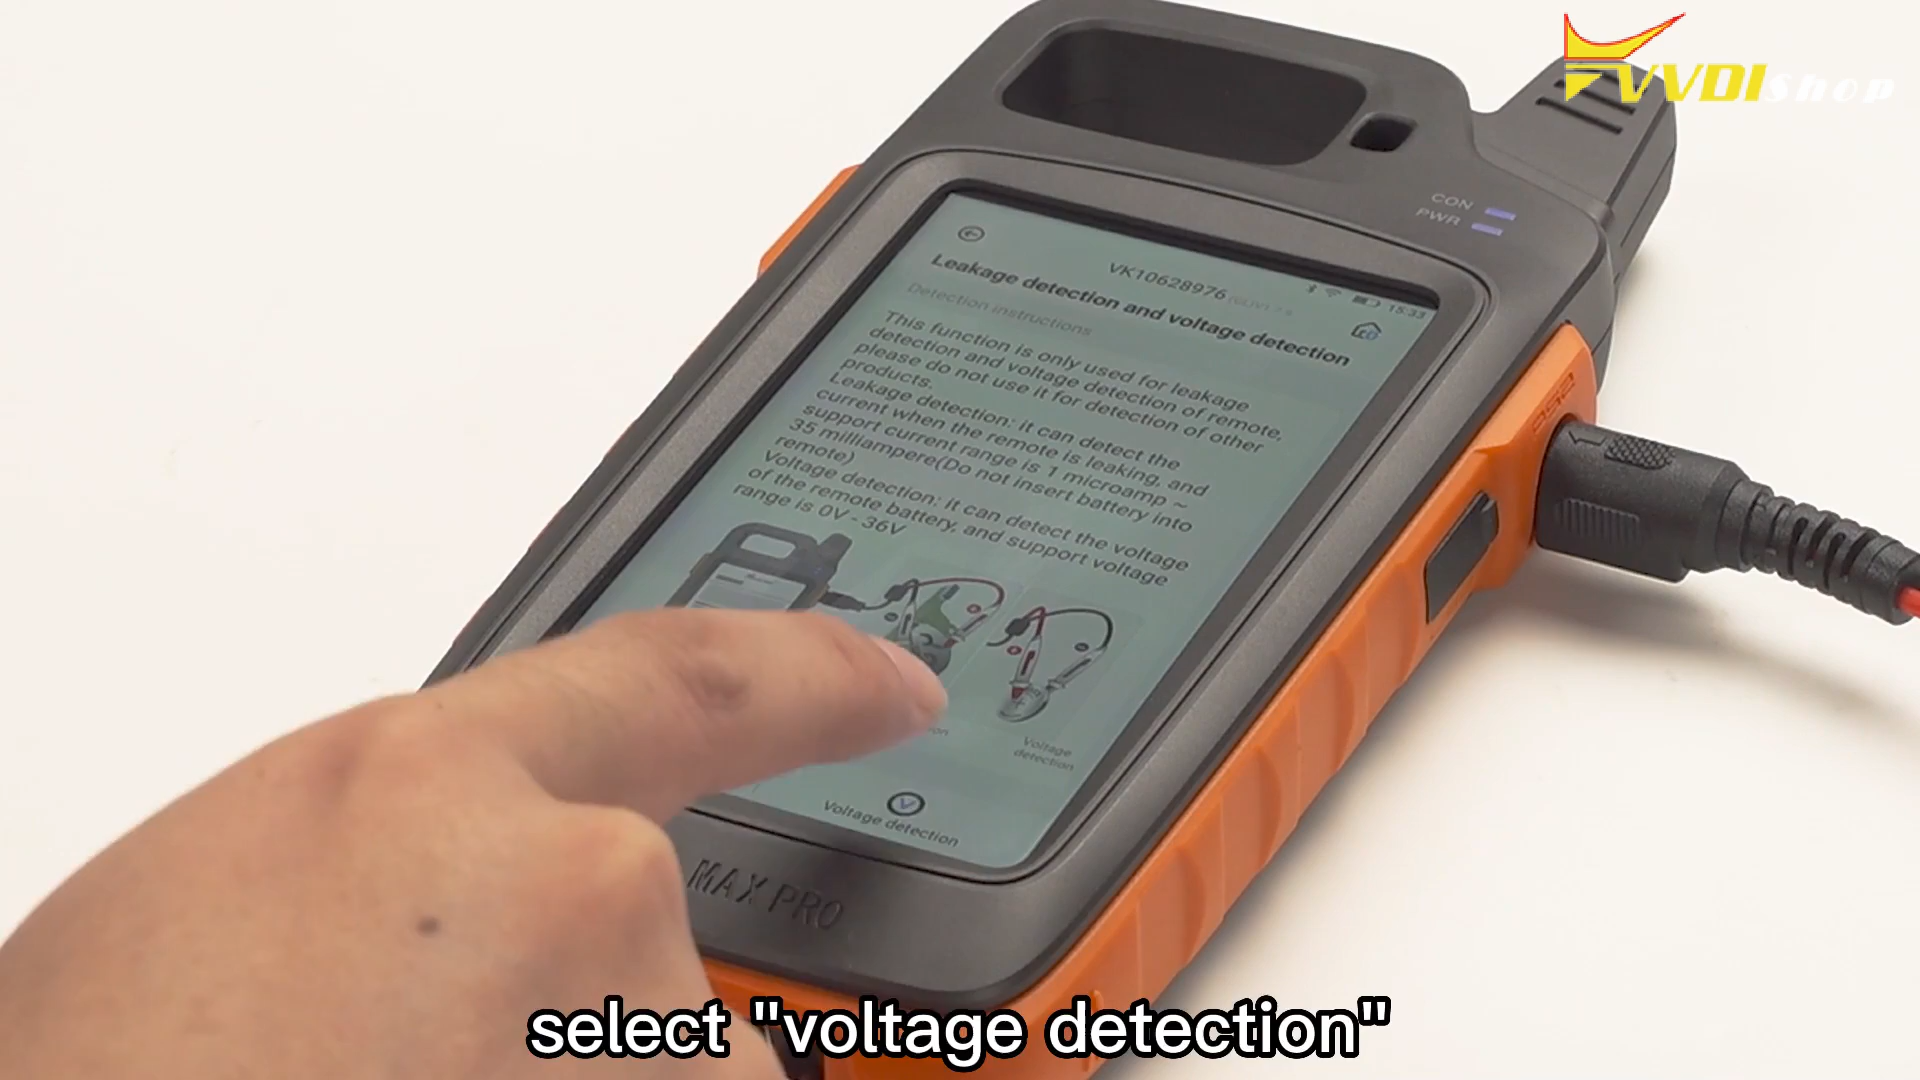 VVDIShop
CON
PWR
VK10628976
15:33
Leakage detection and voltage detection
Detection instructions
This function is only used for leakage
detection and voltage detection of remote,
please do not use it for detection of other
products.
Leakage detection: it can detect the
current when the remote is leaking, and
support current range is 1 microamp ~
35 milliampere(Do not insert battery into
remote)
Voltage detection: it can detect the voltage
of the remote battery, and support voltage
range is 0V - 36V
Voltage
detection
Voltage detection
MAX PRO
select "voltage detection"